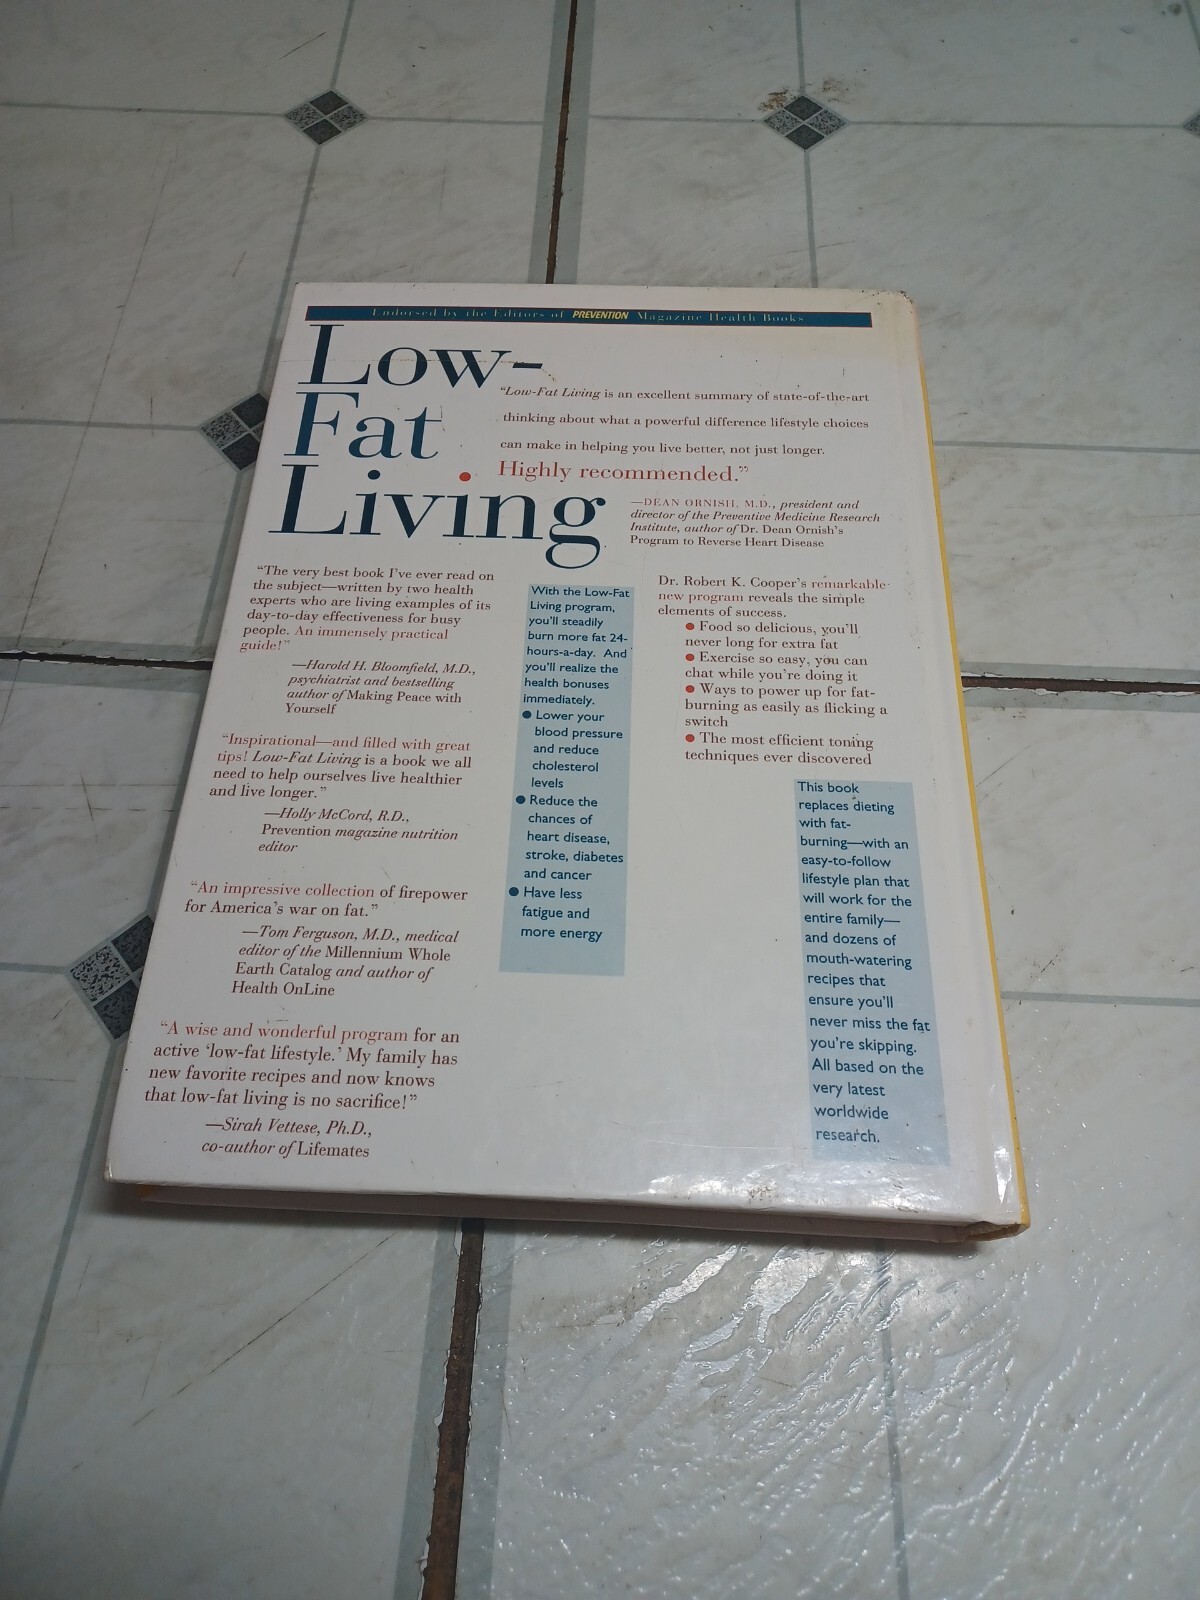 Endorsed by the Editors of PREVENTION Magazine Health Books
Low-
Fat
Living
“Low-Fat Living is an excellent summary of state-of-the-art
thinking about what a powerful difference lifestyle choices
can make in helping you live better, not just longer.
Highly recommended.”
—DEAN ORNISH, M.D., president and
director of the Preventive Medicine Research
Institute, author of Dr. Dean Ornish’s
Program to Reverse Heart Disease
“The very best book I’ve ever read on
the subject—written by two health
experts who are living examples of its
day-to-day effectiveness for busy
people. An immensely practical
guide!”
—Harold H. Bloomfield, M.D.,
psychiatrist and bestselling
author of Making Peace with
Yourself
“Inspirational—and filled with great
tips! Low-Fat Living is a book we all
need to help ourselves live healthier
and live longer.”
—Holly McCord, R.D.,
Prevention magazine nutrition
editor
“An impressive collection of firepower
for America’s war on fat.”
—Tom Ferguson, M.D., medical
editor of the Millennium Whole
Earth Catalog and author of
Health OnLine
“A wise and wonderful program for an
active ‘low-fat lifestyle.’ My family has
new favorite recipes and now knows
that low-fat living is no sacrifice!”
—Sirah Vettese, Ph.D.,
co-author of Lifemates
With the Low-Fat
Living program,
you’ll steadily
burn more fat 24-
hours-a-day. And
you’ll realize the
health bonuses
immediately.
● Lower your
blood pressure
and reduce
cholesterol
levels
● Reduce the
chances of
heart disease,
stroke, diabetes
and cancer
● Have less
fatigue and
more energy
Dr. Robert K. Cooper’s remarkable
new program reveals the simple
elements of success.
● Food so delicious, you’ll
never long for extra fat
● Exercise so easy, you can
chat while you’re doing it
● Ways to power up for fat-
burning as easily as flicking a
switch
● The most efficient toning
techniques ever discovered
This book
replaces dieting
with fat-
burning—with an
easy-to-follow
lifestyle plan that
will work for the
entire family—
and dozens of
mouth-watering
recipes that
ensure you’ll
never miss the fat
you’re skipping.
All based on the
very latest
worldwide
research.